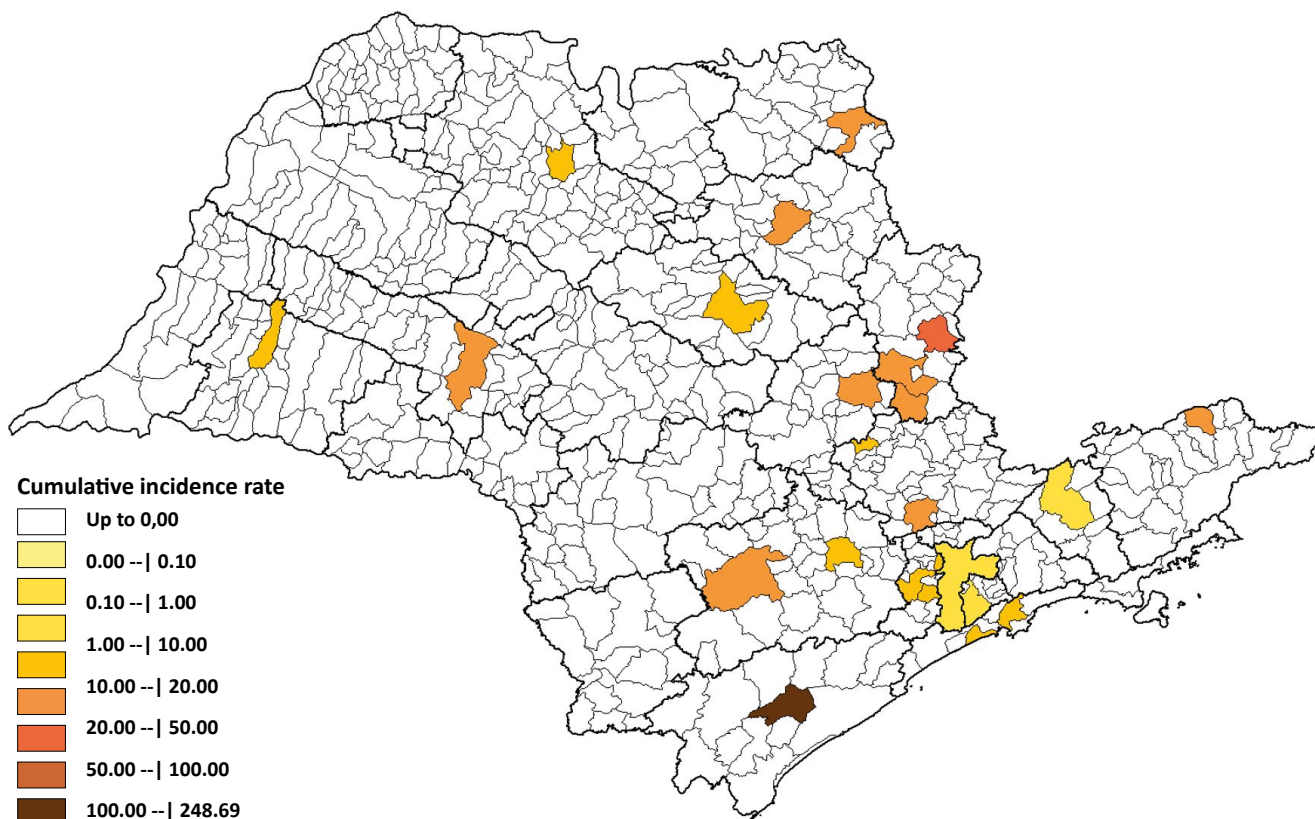 Cumulative incidence rate
Up to 0,00
0.00 --| 0.10
0.10 --| 1.00
1.00 --| 10.00
10.00 --| 20.00
20.00 --| 50.00
50.00 --| 100.00
100.00 --| 248.69